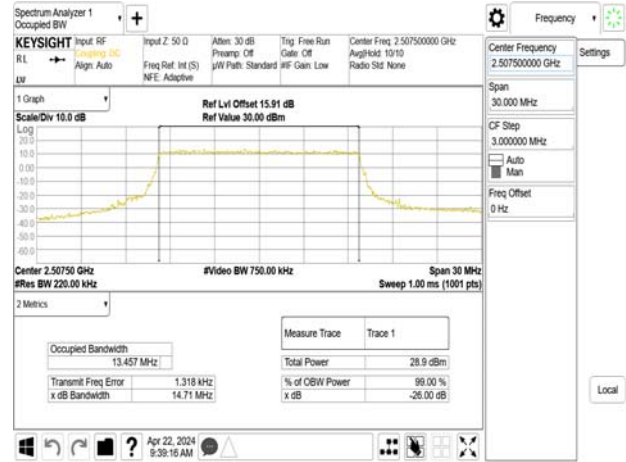 Spectrum Analyzer 1
Occupied BW
+
Frequency
KEYSIGHT
RL
Input: RF
Coupling: DC
Align: Auto
Input Z: 50 Ω
Freq Ref: Int (S)
NFE: Adaptive
Atten: 30 dB
Preamp: Off
µW Path: Standard
Trig: Free Run
Gate: Off
#IF Gain: Low
Center Freq: 2.507500000 GHz
Avg|Hold: 10/10
Radio Std: None
Center Frequency
2.507500000 GHz
Settings
Span
30.000 MHz
CF Step
3.000000 MHz
Auto
Man
Freq Offset
0 Hz
Local
1 Graph
Scale/Div 10.0 dB
Ref Lvl Offset 15.91 dB
Ref Value 30.00 dBm
Log
20.0
10.0
0.00
-10.0
-20.0
-30.0
-40.0
-50.0
-60.0
Center 2.50750 GHz
#Video BW 750.00 kHz
Span 30 MHz
#Res BW 220.00 kHz
Sweep 1.00 ms (1001 pts)
2 Metrics
Measure Trace Trace 1
Occupied Bandwidth
13.457 MHz
Total Power 28.9 dBm
Transmit Freq Error 1.318 kHz
% of OBW Power 99.00 %
x dB Bandwidth 14.71 MHz
x dB -26.00 dB
?
Apr 22, 2024
9:39:16 AM